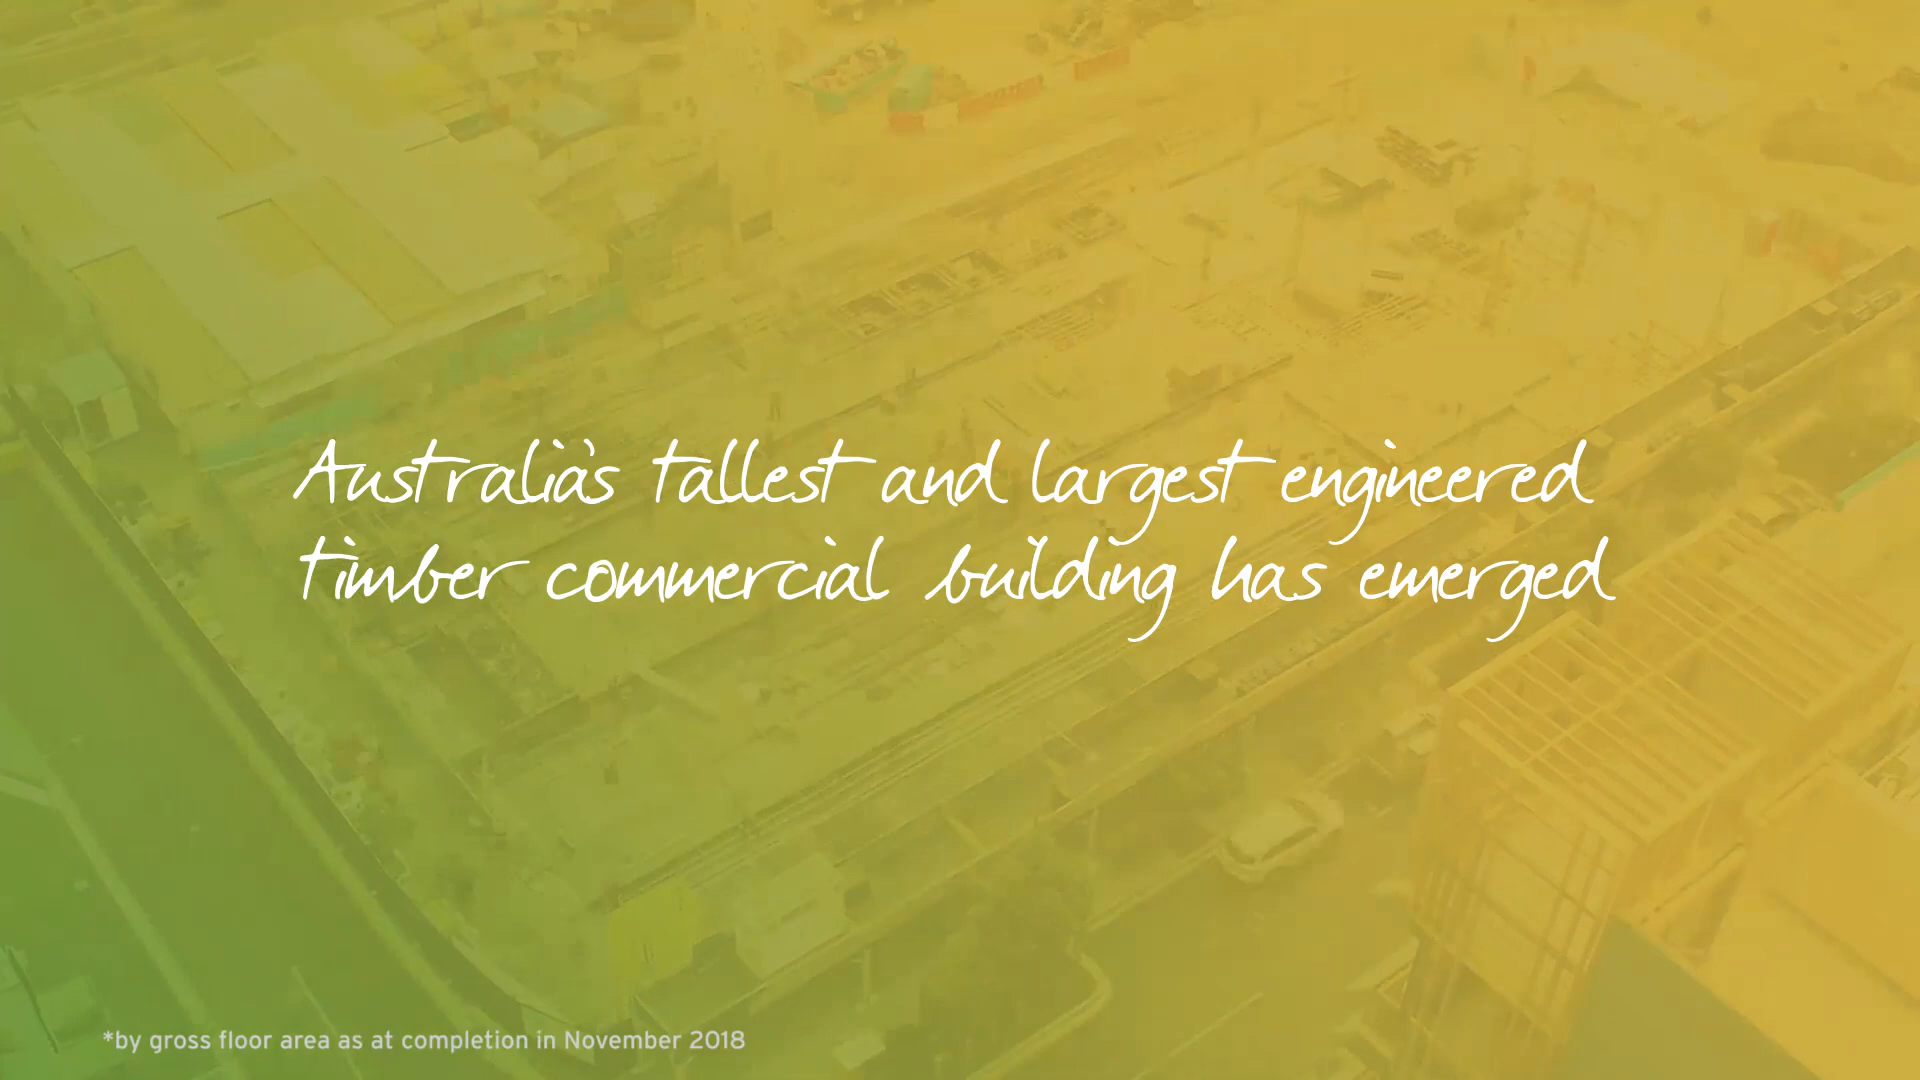 Australia's tallest and largest engineered
timber commercial building has emerged
*by gross floor area as at completion in November 2018